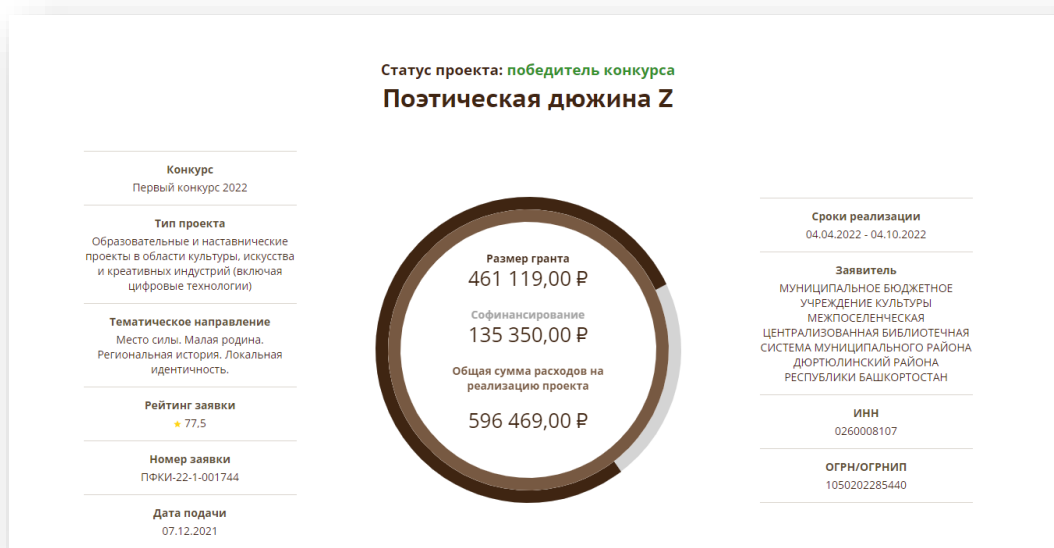 Статус проекта: победитель конкурса
Поэтическая дюжина Z
Конкурс
Первый конкурс 2022
Тип проекта
Образовательные и наставнические
проекты в области культуры, искусства
и креативных индустрий (включая
цифровые технологии)
Тематическое направление
Место силы. Малая родина.
Региональная история. Локальная
идентичность.
Рейтинг заявки
77,5
Номер заявки
ПФКИ-22-1-001744
Дата подачи
07.12.2021
Размер гранта
461 119,00 ₽
Софинансирование
135 350,00 ₽
Общая сумма расходов на
реализацию проекта
596 469,00 ₽
Сроки реализации
04.04.2022 - 04.10.2022
Заявитель
МУНИЦИПАЛЬНОЕ БЮДЖЕТНОЕ
УЧРЕЖДЕНИЕ КУЛЬТУРЫ
МЕЖПОСЕЛЕНЧЕСКАЯ
ЦЕНТРАЛИЗОВАННАЯ БИБЛИОТЕЧНАЯ
СИСТЕМА МУНИЦИПАЛЬНОГО РАЙОНА
ДЮРТЮЛИНСКИЙ РАЙОНА
РЕСПУБЛИКИ БАШКОРТОСТАН
ИНН
0260008107
ОГРН/ОГРНИП
1050202285440